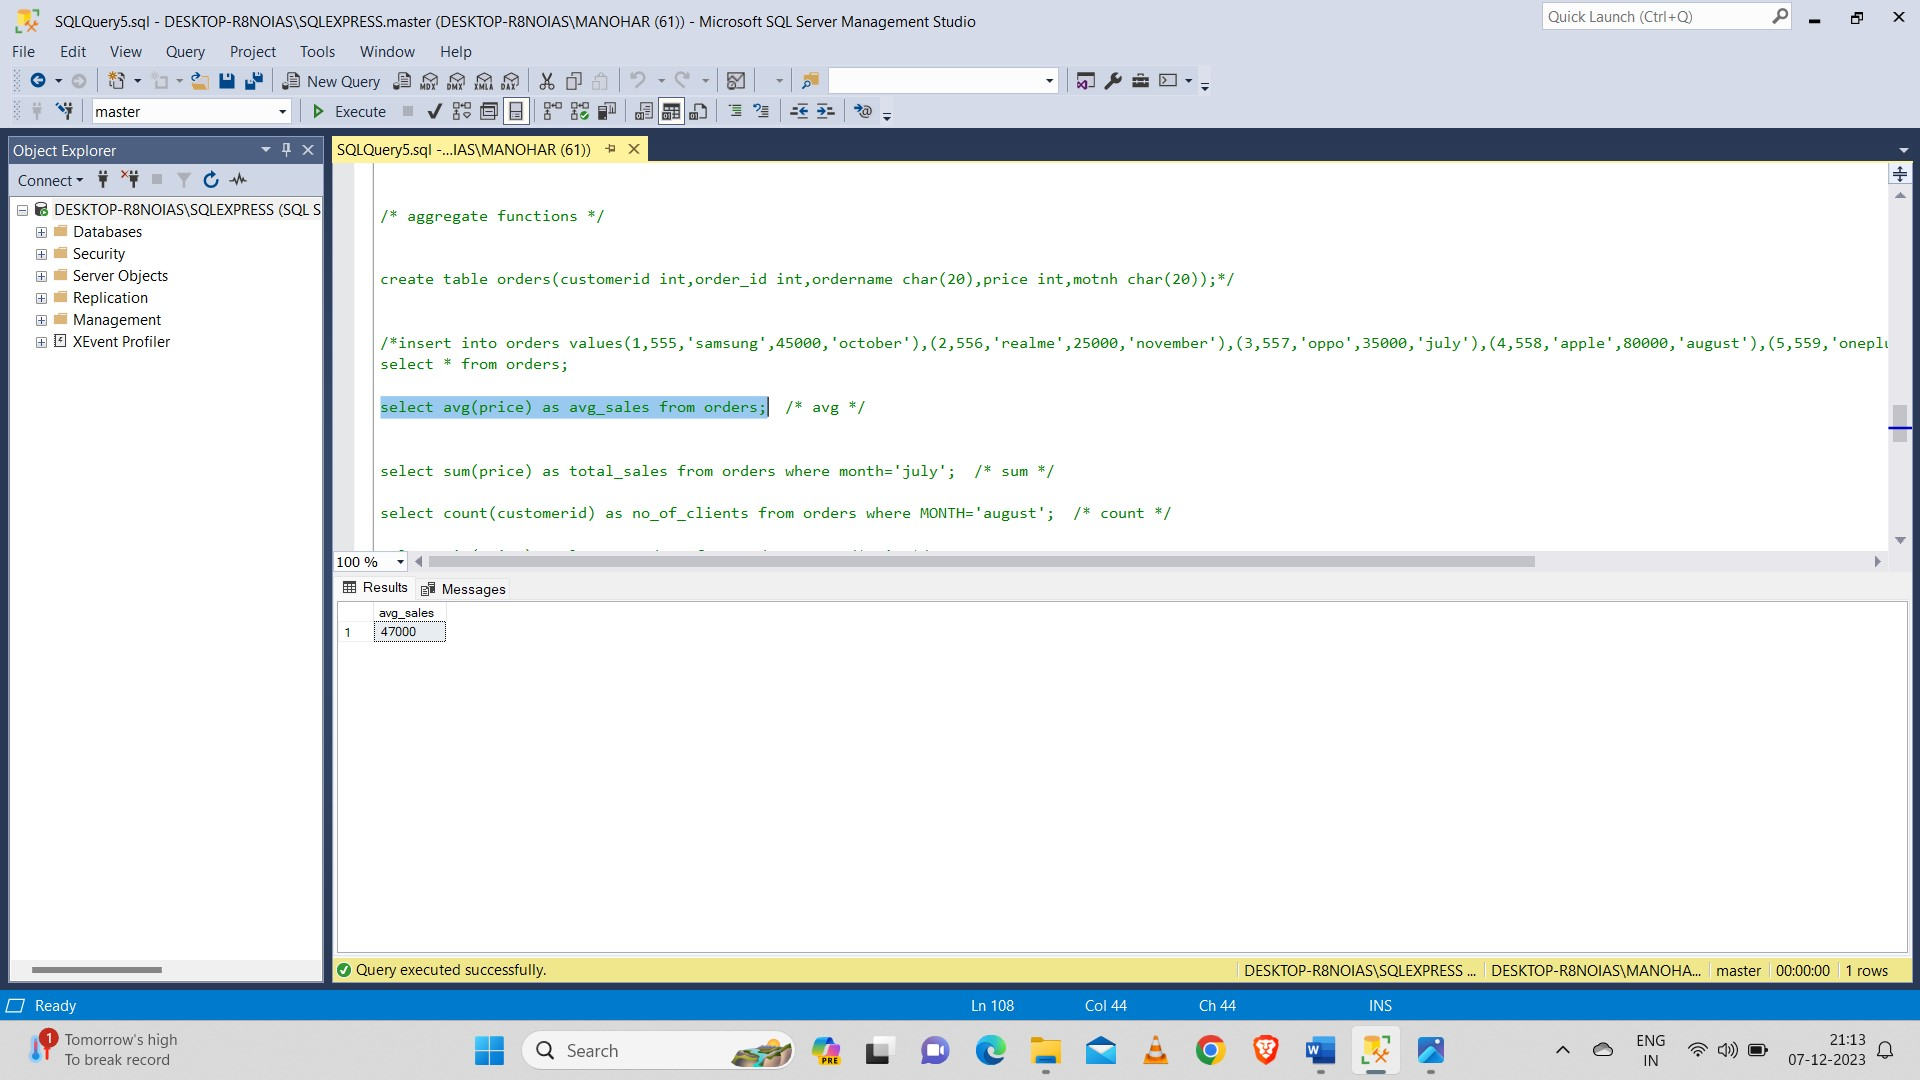 SQLQuery5.sql - DESKTOP-R8NOIAS\SQLEXPRESS.master (DESKTOP-R8NOIAS\MANOHAR (61)) - Microsoft SQL Server Management Studio
Quick Launch (Ctrl+Q)
File Edit View Query Project Tools Window Help
New Query MDX DMX XMLA DAX
master Execute
Object Explorer
SQLQuery5.sql -...IAS\MANOHAR (61))
Connect
DESKTOP-R8NOIAS\SQLEXPRESS (SQL S
Databases
Security
Server Objects
Replication
Management
XEvent Profiler
/* aggregate functions */
create table orders(customerid int,order_id int,ordername char(20),price int,motnh char(20));*/
/*insert into orders values(1,555,'samsung',45000,'october'),(2,556,'realme',25000,'november'),(3,557,'oppo',35000,'july'),(4,558,'apple',80000,'august'),(5,559,'oneplu
select * from orders;
select avg(price) as avg_sales from orders; /* avg */
select sum(price) as total_sales from orders where month='july'; /* sum */
select count(customerid) as no_of_clients from orders where MONTH='august'; /* count */
100 %
Results Messages
avg_sales
1 47000
Query executed successfully.
DESKTOP-R8NOIAS\SQLEXPRESS ... DESKTOP-R8NOIAS\MANOHA... master 00:00:00 1 rows
Ready Ln 108 Col 44 Ch 44 INS
1 Tomorrow's high
To break record
Search
PRE
ENG
IN
21:13
07-12-2023